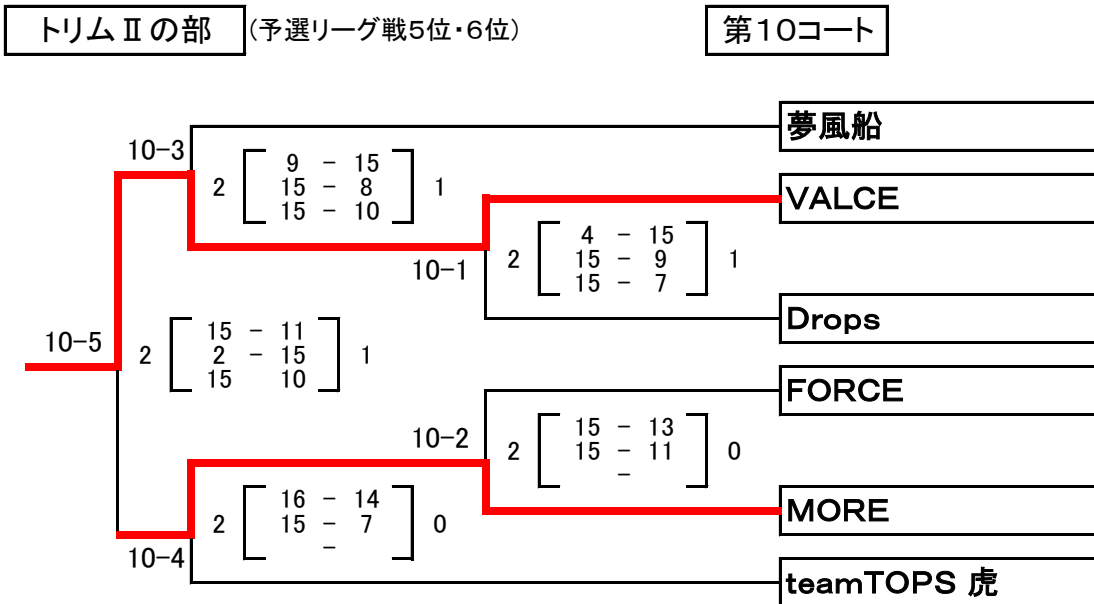 トリムⅡの部 (予選リーグ戦5位・6位) 第10コート
夢風船
10-3
2 9 - 15 1
15 - 8
15 - 10
VALCE
10-1
2 4 - 15 1
15 - 9
15 - 7
Drops
10-5
2 15 - 11 1
2 - 15
15 10
FORCE
10-2
2 15 - 13 0
15 - 11
-
MORE
2 16 - 14 0
15 - 7
-
10-4
teamTOPS 虎